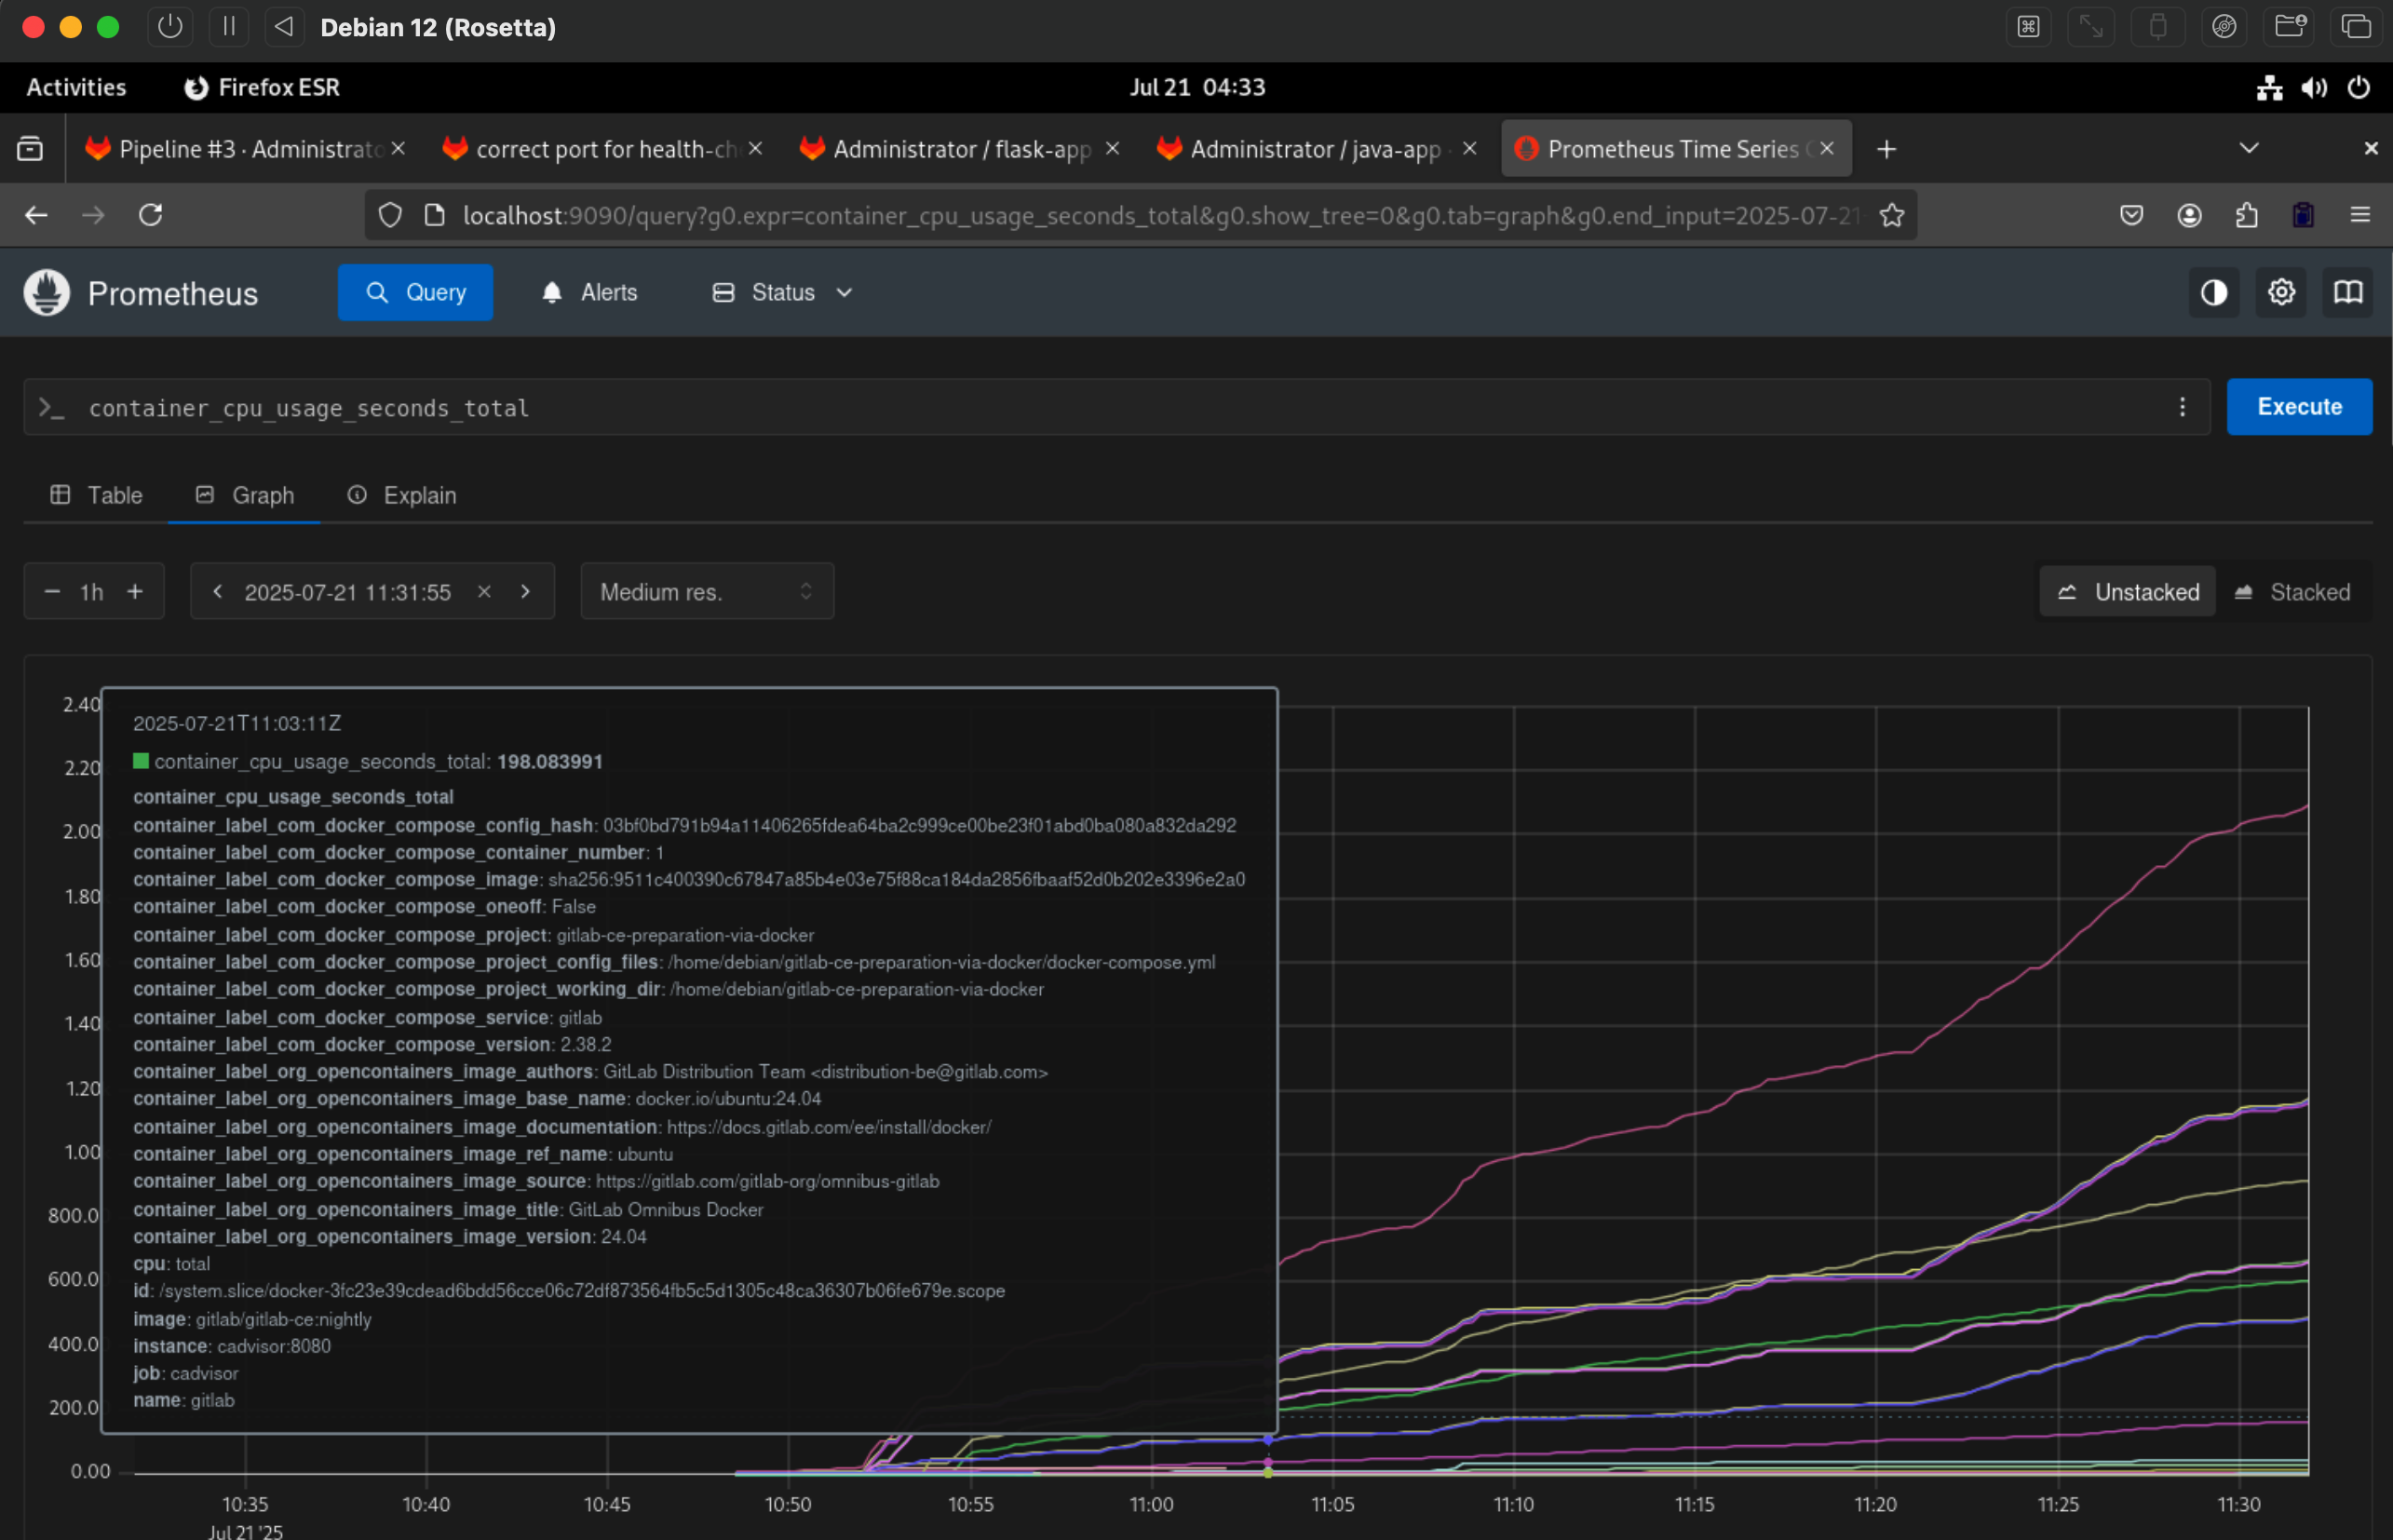 Debian 12 (Rosetta)
Activities Firefox ESR Jul 21 04:33
Pipeline #3 · Administrato correct port for health-ch Administrator / flask-app Administrator / java-app · Prometheus Time Series
localhost:9090/query?g0.expr=container_cpu_usage_seconds_total&g0.show_tree=0&g0.tab=graph&g0.end_input=2025-07-21
Prometheus Query Alerts Status
>_ container_cpu_usage_seconds_total Execute
Table Graph Explain
1h 2025-07-21 11:31:55 Medium res. Unstacked Stacked
2.40
2.20
2.00
1.80
1.60
1.40
1.20
1.00
800.0
600.0
400.0
200.0
0.00
2025-07-21T11:03:11Z
container_cpu_usage_seconds_total: 198.083991
container_cpu_usage_seconds_total
container_label_com_docker_compose_config_hash: 03bf0bd791b94a11406265fdea64ba2c999ce00be23f01abd0ba080a832da292
container_label_com_docker_compose_container_number: 1
container_label_com_docker_compose_image: sha256:9511c400390c67847a85b4e03e75f88ca184da2856fbaaf52d0b202e3396e2a0
container_label_com_docker_compose_oneoff: False
container_label_com_docker_compose_project: gitlab-ce-preparation-via-docker
container_label_com_docker_compose_project_config_files: /home/debian/gitlab-ce-preparation-via-docker/docker-compose.yml
container_label_com_docker_compose_project_working_dir: /home/debian/gitlab-ce-preparation-via-docker
container_label_com_docker_compose_service: gitlab
container_label_com_docker_compose_version: 2.38.2
container_label_org_opencontainers_image_authors: GitLab Distribution Team <distribution-be@gitlab.com>
container_label_org_opencontainers_image_base_name: docker.io/ubuntu:24.04
container_label_org_opencontainers_image_documentation: https://docs.gitlab.com/ee/install/docker/
container_label_org_opencontainers_image_ref_name: ubuntu
container_label_org_opencontainers_image_source: https://gitlab.com/gitlab-org/omnibus-gitlab
container_label_org_opencontainers_image_title: GitLab Omnibus Docker
container_label_org_opencontainers_image_version: 24.04
cpu: total
id: /system.slice/docker-3fc23e39cdead6bdd56cce06c72df873564fb5c5d1305c48ca36307b06fe679e.scope
image: gitlab/gitlab-ce:nightly
instance: cadvisor:8080
job: cadvisor
name: gitlab
10:35 10:40 10:45 10:50 10:55 11:00 11:05 11:10 11:15 11:20 11:25 11:30
Jul 21 '25